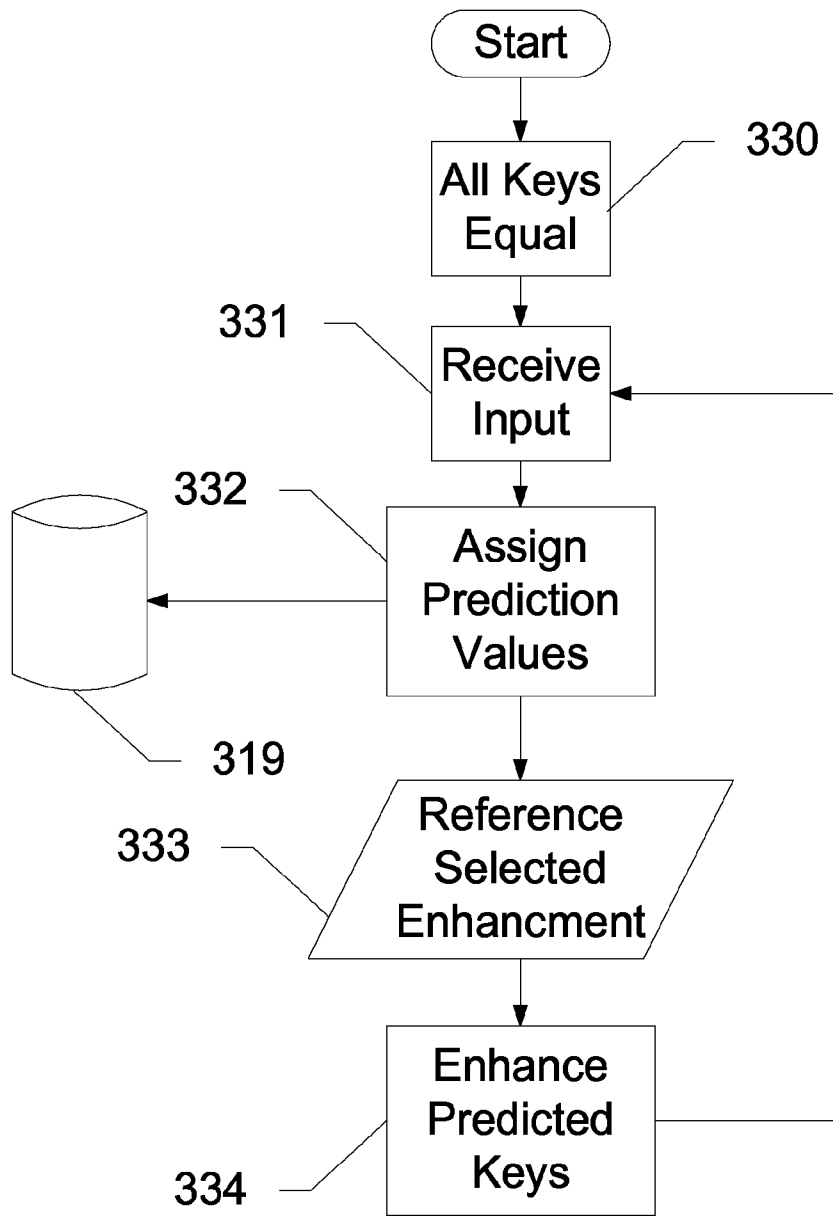 Start
330
All Keys
Equal
331
Receive
Input
332
Assign
Prediction
Values
319
333
Reference
Selected
Enhancment
Enhance
Predicted
Keys
334